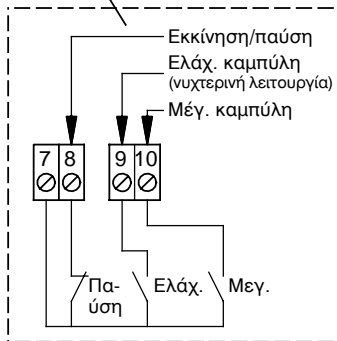 Εκκίνηση/παύση
Ελάχ. καμπύλη
(νυχτερινή λειτουργία)
Μέγ. καμπύλη
7 8 9 10
Πα-
ύση
Ελάχ.
Μεγ.